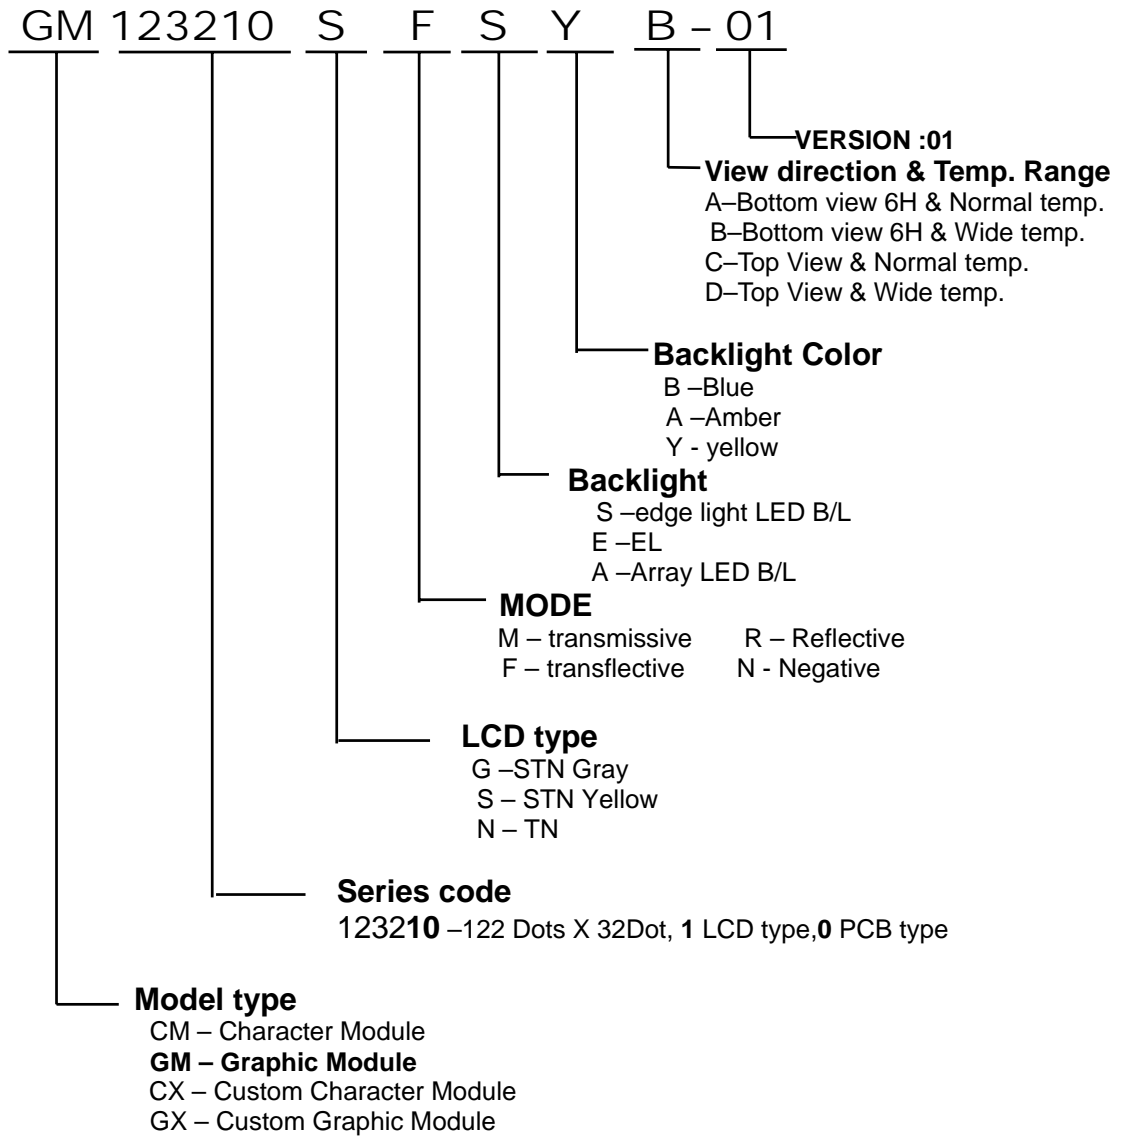 GM 123210 S F S Y B – 01
VERSION :01
View direction & Temp. Range
A–Bottom view 6H & Normal temp.
B–Bottom view 6H & Wide temp.
C–Top View & Normal temp.
D–Top View & Wide temp.
Backlight Color
B –Blue
A –Amber
Y - yellow
Backlight
S –edge light LED B/L
E –EL
A –Array LED B/L
MODE
M – transmissive R – Reflective
F – transflective N - Negative
LCD type
G –STN Gray
S – STN Yellow
N – TN
Series code
123210 –122 Dots X 32Dot, 1 LCD type,0 PCB type
Model type
CM – Character Module
GM – Graphic Module
CX – Custom Character Module
GX – Custom Graphic Module